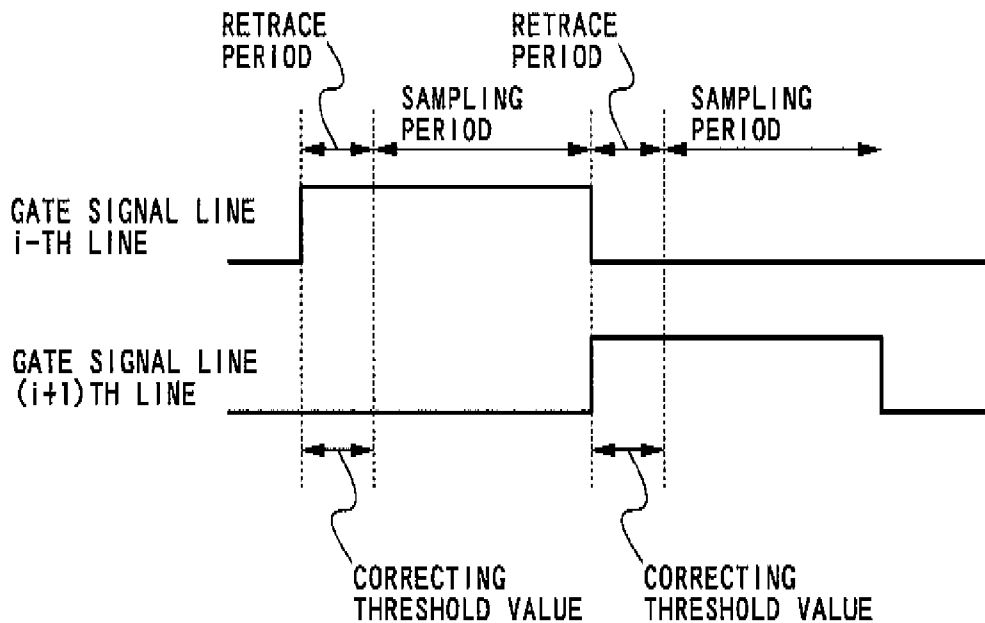 RETRACE
PERIOD
RETRACE
PERIOD
SAMPLING
PERIOD
SAMPLING
PERIOD
GATE SIGNAL LINE
i-TH LINE
GATE SIGNAL LINE
(i+1)TH LINE
CORRECTING
THRESHOLD VALUE
CORRECTING
THRESHOLD VALUE